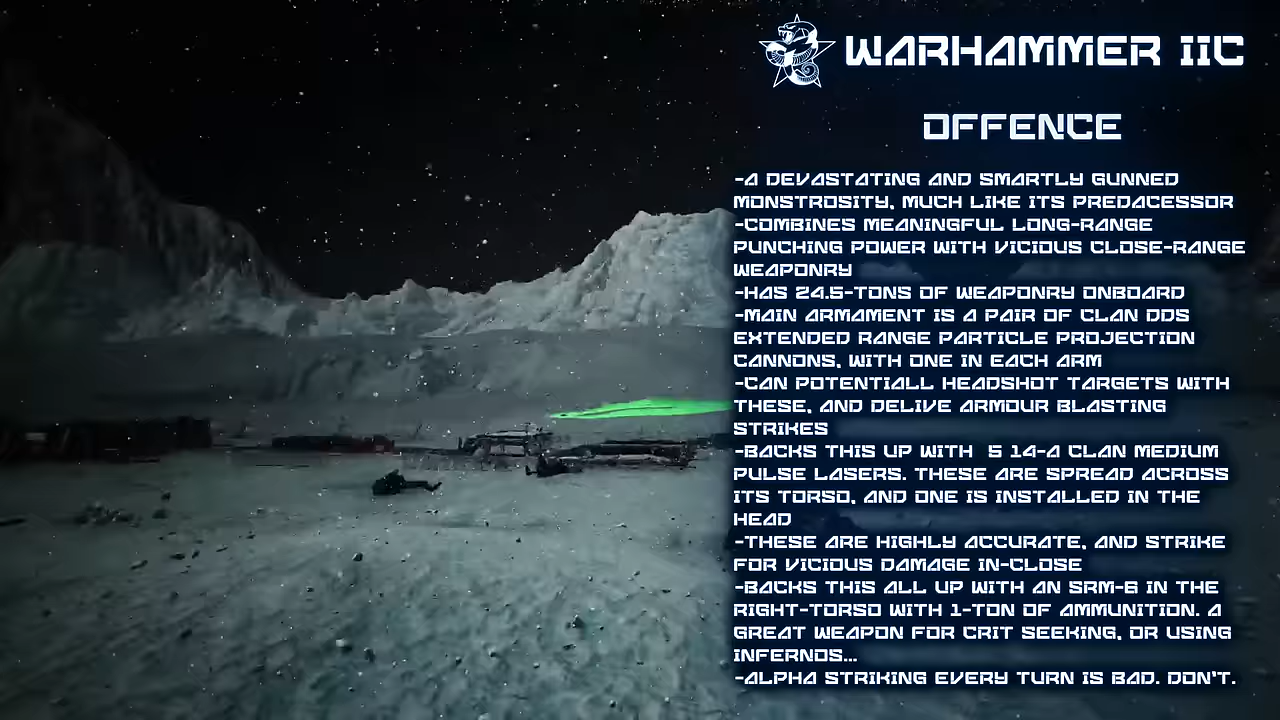 WARHAMMER IIC
OFFENCE
-A DEVASTATING AND SMARTLY GUNNED
MONSTROSITY, MUCH LIKE ITS PREDACESSOR
-COMBINES MEANINGFUL LONG-RANGE
PUNCHING POWER WITH VICIOUS CLOSE-RANGE
WEAPONRY
-HAS 24.5-TONS OF WEAPONRY ONBOARD
-MAIN ARMAMENT IS A PAIR OF CLAN DDS
EXTENDED RANGE PARTICLE PROJECTION
CANNONS, WITH ONE IN EACH ARM
-CAN POTENTIALL HEADSHOT TARGETS WITH
THESE, AND DELIVE ARMOUR BLASTING
STRIKES
-BACKS THIS UP WITH  5 14-A CLAN MEDIUM
PULSE LASERS. THESE ARE SPREAD ACROSS
ITS TORSO, AND ONE IS INSTALLED IN THE
HEAD
-THESE ARE HIGHLY ACCURATE, AND STRIKE
FOR VICIOUS DAMAGE IN-CLOSE
-BACKS THIS ALL UP WITH AN SRM-6 IN THE
RIGHT-TORSO WITH 1-TON OF AMMUNITION. A
GREAT WEAPON FOR CRIT SEEKING, OR USING
INFERNOS...
-ALPHA STRIKING EVERY TURN IS BAD. DON'T.